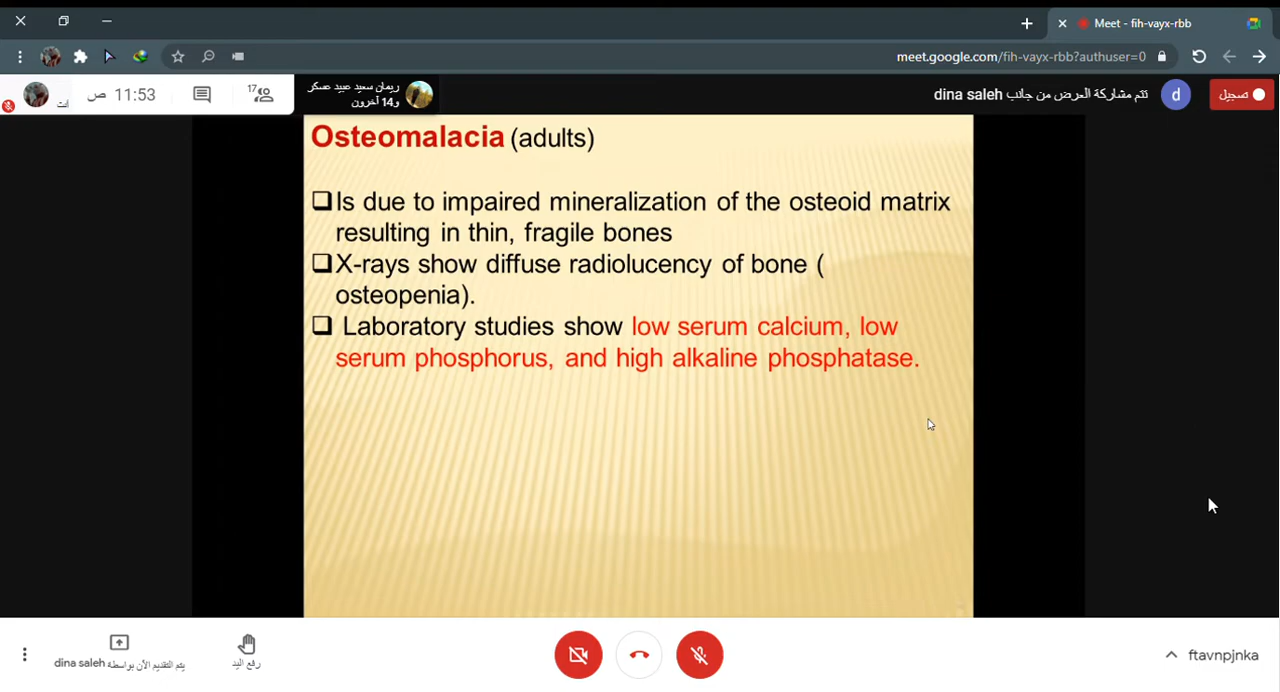 Meet - fih-vayx-rbb
meet.google.com/fih-vayx-rbb?authuser=0
تسجيل
تتم مشاركة العرض من جانب dina saleh
d
ريمان سعيد عبيد عسكر
و14 آخرون
17
11:53 ص
أنت
Osteomalacia (adults)
Is due to impaired mineralization of the osteoid matrix
resulting in thin, fragile bones
X-rays show diffuse radiolucency of bone (
osteopenia).
Laboratory studies show low serum calcium, low
serum phosphorus, and high alkaline phosphatase.
يتم التقديم الآن بواسطة dina saleh
رفع اليد
ftavnpjnka